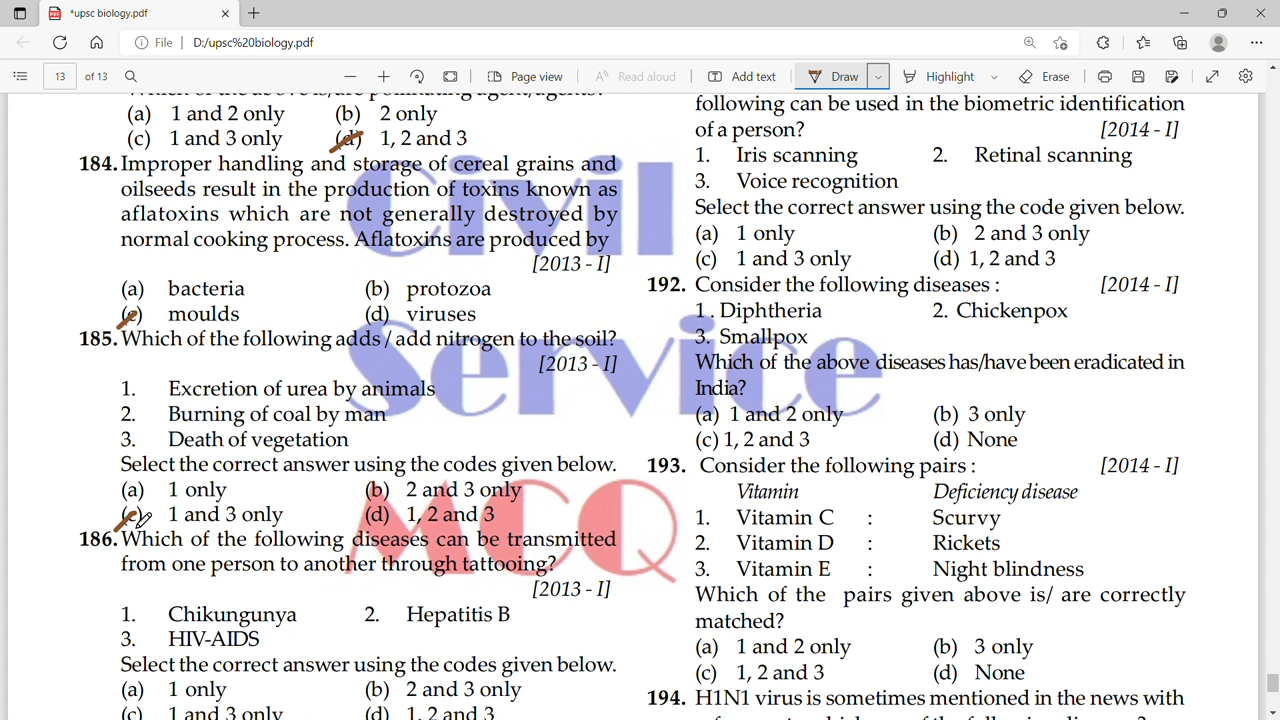 *upsc biology.pdf
File
D:/upsc%20biology.pdf
13 of 13
Page view
Read aloud
Add text
Draw
Highlight
Erase
(a) 1 and 2 only (b) 2 only
(c) 1 and 3 only (d) 1, 2 and 3
184. Improper handling and storage of cereal grains and
oilseeds result in the production of toxins known as
aflatoxins which are not generally destroyed by
normal cooking process. Aflatoxins are produced by
[2013 - I]
(a) bacteria (b) protozoa
(c) moulds (d) viruses
185. Which of the following adds / add nitrogen to the soil?
[2013 - I]
1. Excretion of urea by animals
2. Burning of coal by man
3. Death of vegetation
Select the correct answer using the codes given below.
(a) 1 only (b) 2 and 3 only
(c) 1 and 3 only (d) 1, 2 and 3
186. Which of the following diseases can be transmitted
from one person to another through tattooing?
[2013 - I]
1. Chikungunya 2. Hepatitis B
3. HIV-AIDS
Select the correct answer using the codes given below.
(a) 1 only (b) 2 and 3 only
(c) 1 and 3 only (d) 1, 2 and 3
following can be used in the biometric identification
of a person? [2014 - I]
1. Iris scanning 2. Retinal scanning
3. Voice recognition
Select the correct answer using the code given below.
(a) 1 only (b) 2 and 3 only
(c) 1 and 3 only (d) 1, 2 and 3
192. Consider the following diseases : [2014 - I]
1. Diphtheria 2. Chickenpox
3. Smallpox
Which of the above diseases has/have been eradicated in
India?
(a) 1 and 2 only (b) 3 only
(c) 1, 2 and 3 (d) None
193. Consider the following pairs : [2014 - I]
Vitamin Deficiency disease
1. Vitamin C : Scurvy
2. Vitamin D : Rickets
3. Vitamin E : Night blindness
Which of the pairs given above is/ are correctly
matched?
(a) 1 and 2 only (b) 3 only
(c) 1, 2 and 3 (d) None
194. H1N1 virus is sometimes mentioned in the news with
Civil
Service
MCQ